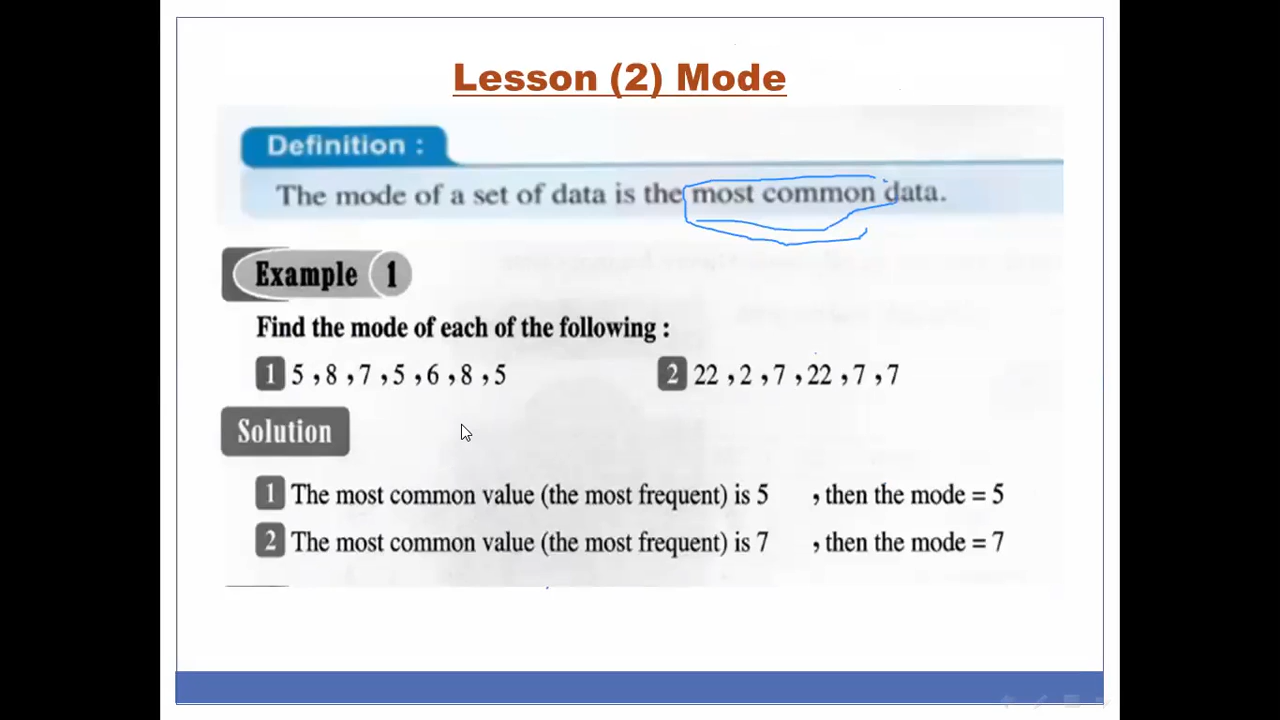 Lesson (2) Mode
Definition :
The mode of a set of data is the most common data.
Example 1
Find the mode of each of the following :
1 5 , 8 , 7 , 5 , 6 , 8 , 5
2 22 , 2 , 7 , 22 , 7 , 7
Solution
1 The most common value (the most frequent) is 5 , then the mode = 5
2 The most common value (the most frequent) is 7 , then the mode = 7